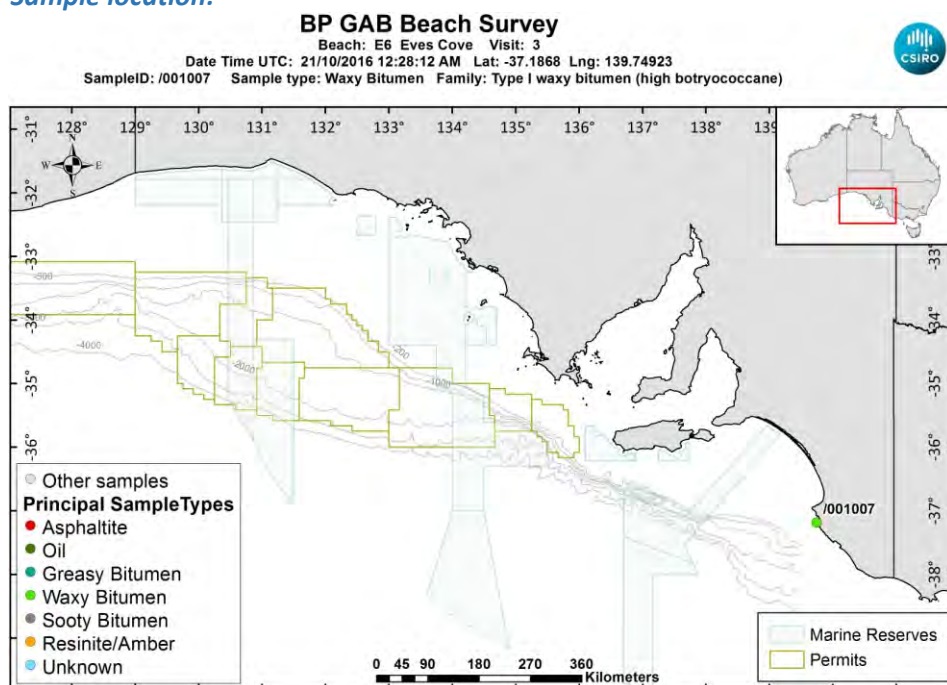 Sample location:
BP GAB Beach Survey
Beach: E6 Eves Cove Visit: 3
Date Time UTC: 21/10/2016 12:28:12 AM Lat: -37.1868 Lng: 139.74923
SampleID: /001007 Sample type: Waxy Bitumen Family: Type I waxy bitumen (high botryococcane)
CSIRO
128° 129° 130° 131° 132° 133° 134° 135° 136° 137° 138° 139
-31°
-32°
-33°
-34°
-35°
-36°
-37°
-38°
N
W E
S
-31°
-32°
-33°
-34°
-35°
-36°
-37°
-38°
-200
-1000
-2000
-4000
/001007
Other samples
Principal SampleTypes
Asphaltite
Oil
Greasy Bitumen
Waxy Bitumen
Sooty Bitumen
Resinite/Amber
Unknown
0 45 90 180 270 360
Kilometers
Marine Reserves
Permits